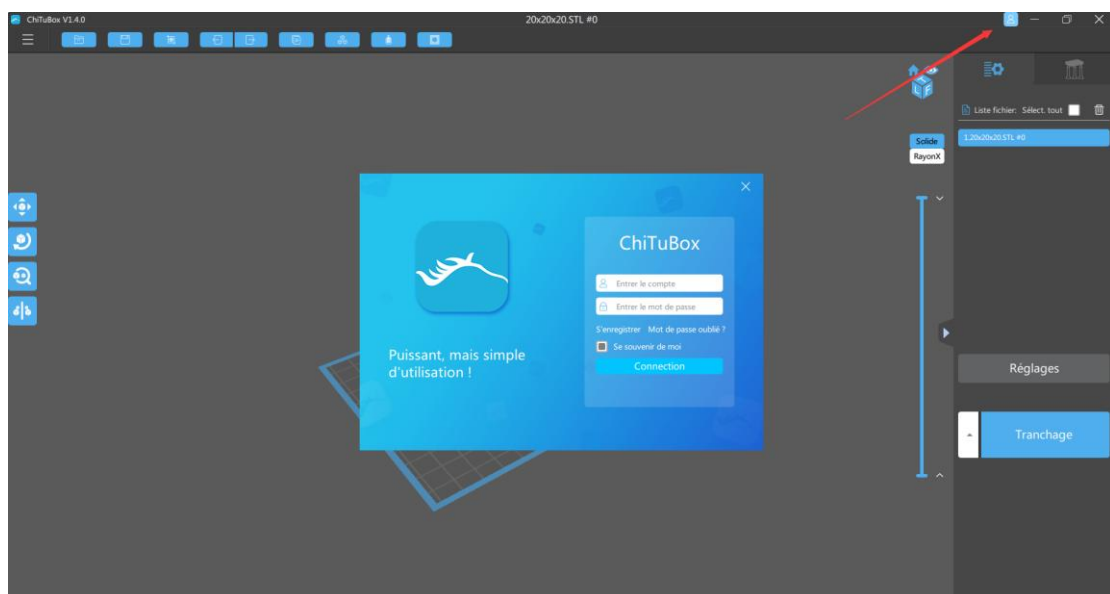 ChiTuBox V1.4.0
20x20x20.STL #0
Liste fichier: Sélect. tout
1.20x20x20.STL #0
L F
Solide
RayonX
ChiTuBox
Entrer le compte
Entrer le mot de passe
S'enregistrer Mot de passe oublié ?
Se souvenir de moi
Connection
Puissant, mais simple
d'utilisation !
Réglages
Tranchage